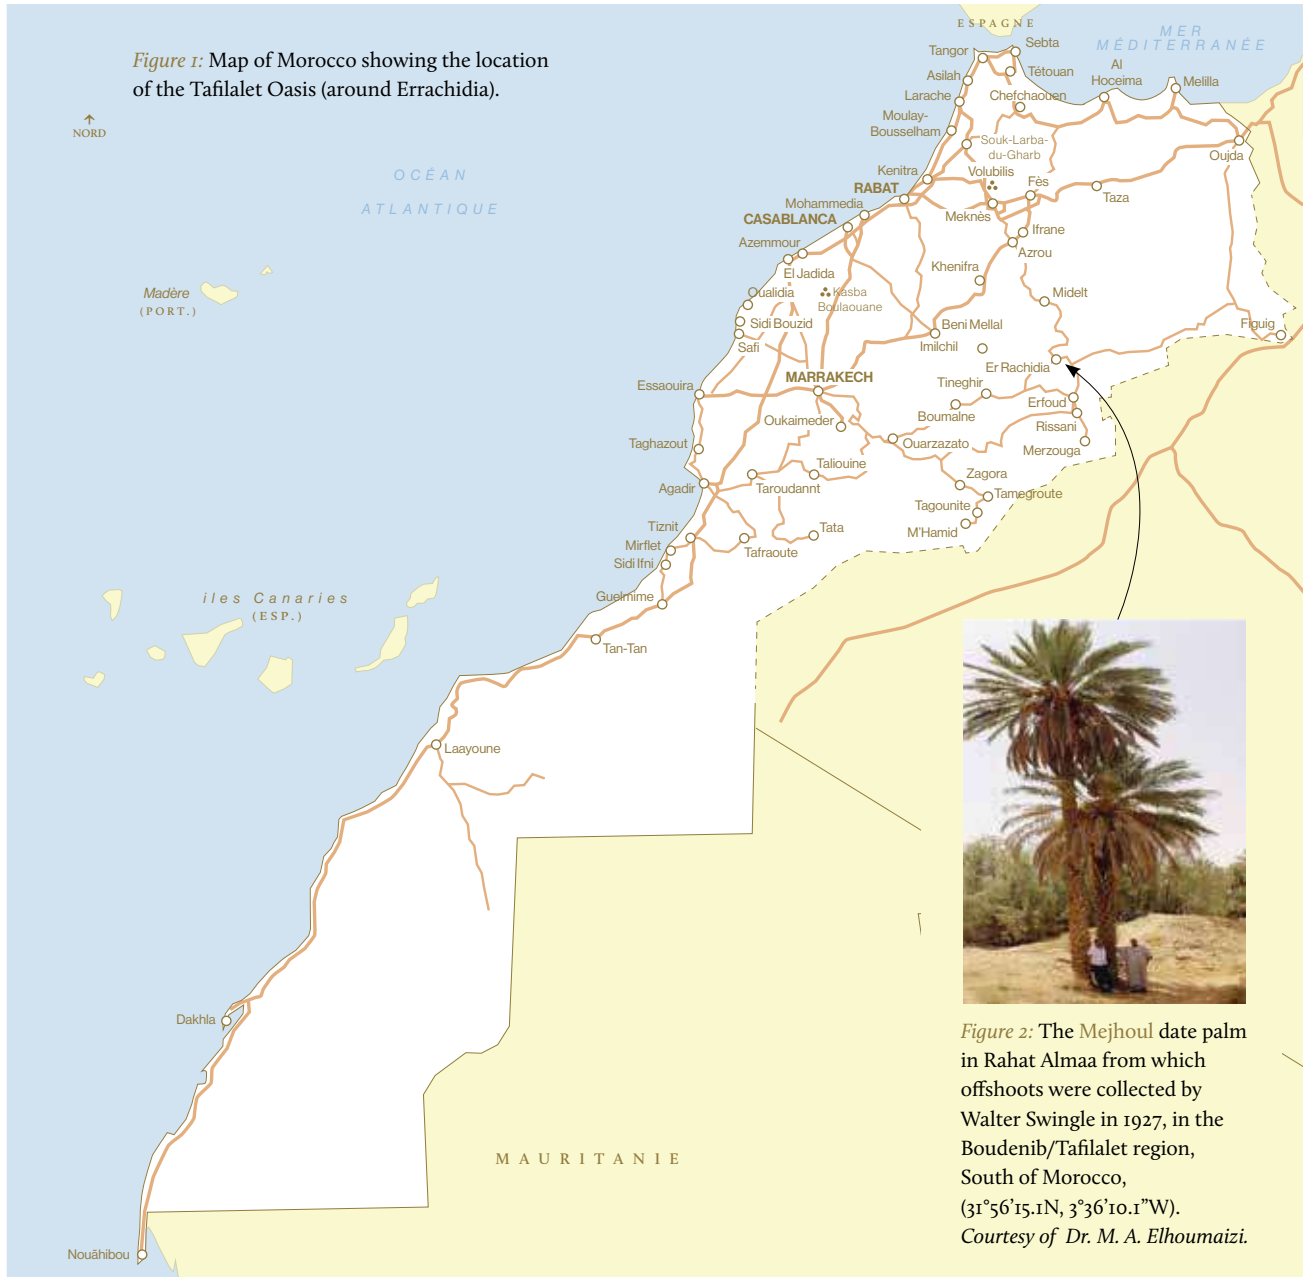 Figure 1: Map of Morocco showing the location
of the Tafilalet Oasis (around Errachidia).
NORD
OCÉAN
ATLANTIQUE
ESPAGNE
MER
MÉDITERRANÉE
Tangor
Sebta
Asilah
Tétouan
Al
Hoceima
Melilla
Larache
Chefchaouen
Moulay-
Bousselham
Souk-Larba-
du-Gharb
Oujda
Kenitra
Volubilis
RABAT
Fès
Taza
Mohammedia
Meknès
CASABLANCA
Ifrane
Azemmour
Azrou
El Jadida
Khenifra
Madère
(PORT.)
Oualidia
Kasba
Boulaouane
Midelt
Sidi Bouzid
Beni Mellal
Figuig
Safi
Imilchil
Er Rachidia
MARRAKECH
Essaouira
Tineghir
Erfoud
Oukaimeder
Boumalne
Rissani
Taghazout
Ouarzazato
Merzouga
Taliouine
Zagora
Agadir
Taroudannt
Tamegroute
Tagounite
Tiznit
Tata
M'Hamid
Mirflet
Tafraoute
Sidi Ifni
Guelmime
iles Canaries
(ESP.)
Tan-Tan
Laayoune
Dakhla
MAURITANIE
Nouâhibou
Figure 2: The Mejhoul date palm
in Rahat Almaa from which
offshoots were collected by
Walter Swingle in 1927, in the
Boudenib/Tafilalet region,
South of Morocco,
(31°56'15.1N, 3°36'10.1"W).
Courtesy of Dr. M. A. Elhoumaizi.